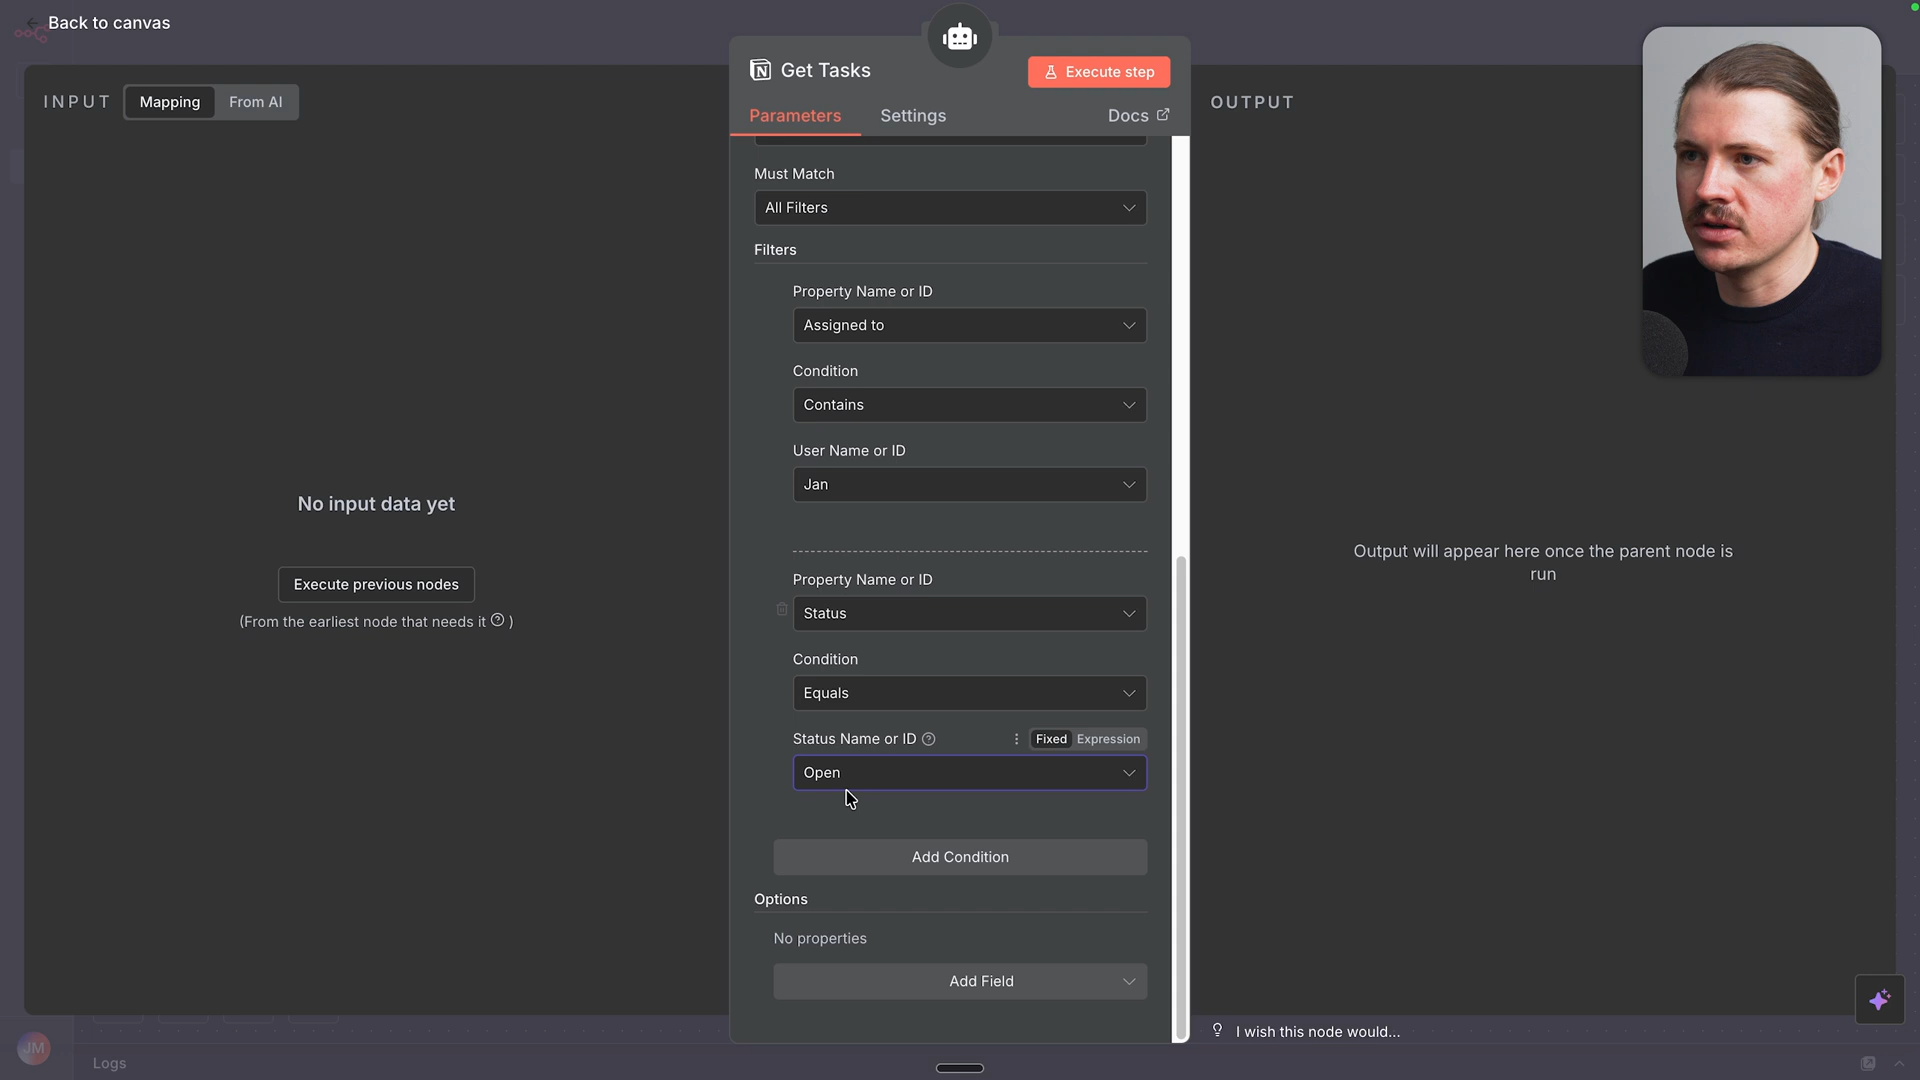 Back to canvas
INPUT
Mapping
From AI
Get Tasks
Execute step
Parameters
Settings
Docs
OUTPUT
Must Match
All Filters
Filters
Property Name or ID
Assigned to
Condition
Contains
User Name or ID
Jan
No input data yet
Execute previous nodes
(From the earliest node that needs it ? )
Output will appear here once the parent node is
run
Property Name or ID
Status
Condition
Equals
Status Name or ID ?
Fixed
Expression
Open
Add Condition
Options
No properties
Add Field
I wish this node would...
JM
Logs